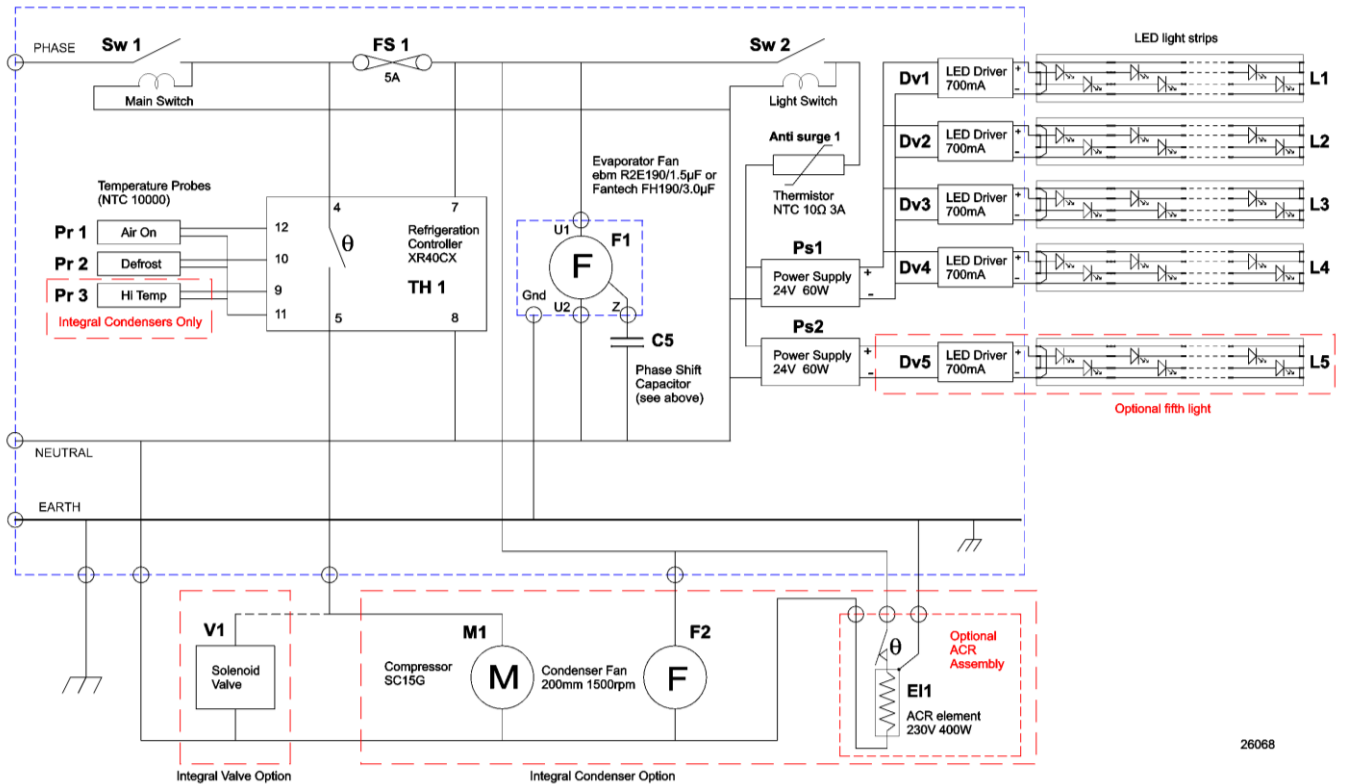 PHASE
Sw 1
Main Switch
FS 1
5A
Sw 2
Light Switch
LED light strips
Dv1
LED Driver
700mA
+
-
L1
Dv2
LED Driver
700mA
+
-
L2
Dv3
LED Driver
700mA
+
-
L3
Dv4
LED Driver
700mA
+
-
L4
Dv5
LED Driver
700mA
+
-
L5
Optional fifth light
Anti surge 1
Thermistor
NTC 10Ω 3A
Ps1
Power Supply
24V 60W
+
-
Ps2
Power Supply
24V 60W
+
-
Evaporator Fan
ebm R2E190/1.5µF or
Fantech FH190/3.0µF
U1
F1
F
Gnd
U2
Z
C5
Phase Shift
Capacitor
(see above)
Temperature Probes
(NTC 10000)
Pr 1
Air On
Pr 2
Defrost
Pr 3
Hi Temp
Integral Condensers Only
4
7
12
10
9
11
5
8
θ
Refrigeration
Controller
XR40CX
TH 1
NEUTRAL
EARTH
V1
Solenoid
Valve
Integral Valve Option
M1
Compressor
SC15G
M
F2
Condenser Fan
200mm 1500rpm
F
Integral Condenser Option
θ
Optional
ACR
Assembly
El1
ACR element
230V 400W
26068